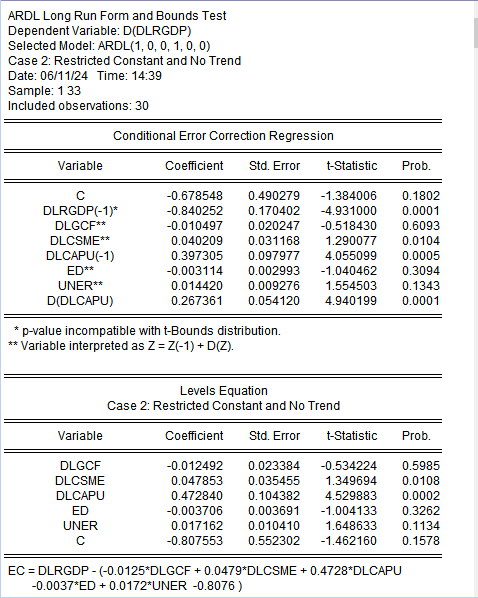 ARDL Long Run Form and Bounds Test
Dependent Variable: D(DLRGDP)
Selected Model: ARDL(1, 0, 0, 1, 0, 0)
Case 2: Restricted Constant and No Trend
Date: 06/11/24 Time: 14:39
Sample: 1 33
Included observations: 30
Conditional Error Correction Regression
Variable Coefficient Std. Error t-Statistic Prob.
C -0.678548 0.490279 -1.384006 0.1802
DLRGDP(-1)* -0.840252 0.170402 -4.931000 0.0001
DLGCF** -0.010497 0.020247 -0.518430 0.6093
DLCSME** 0.040209 0.031168 1.290077 0.0104
DLCAPU(-1) 0.397305 0.097977 4.055099 0.0005
ED** -0.003114 0.002993 -1.040462 0.3094
UNER** 0.014420 0.009276 1.554503 0.1343
D(DLCAPU) 0.267361 0.054120 4.940199 0.0001
* p-value incompatible with t-Bounds distribution.
** Variable interpreted as Z = Z(-1) + D(Z).
Levels Equation
Case 2: Restricted Constant and No Trend
Variable Coefficient Std. Error t-Statistic Prob.
DLGCF -0.012492 0.023384 -0.534224 0.5985
DLCSME 0.047853 0.035455 1.349694 0.0108
DLCAPU 0.472840 0.104382 4.529883 0.0002
ED -0.003706 0.003691 -1.004133 0.3262
UNER 0.017162 0.010410 1.648633 0.1134
C -0.807553 0.552302 -1.462160 0.1578
EC = DLRGDP - (-0.0125*DLGCF + 0.0479*DLCSME + 0.4728*DLCAPU
-0.0037*ED + 0.0172*UNER -0.8076 )